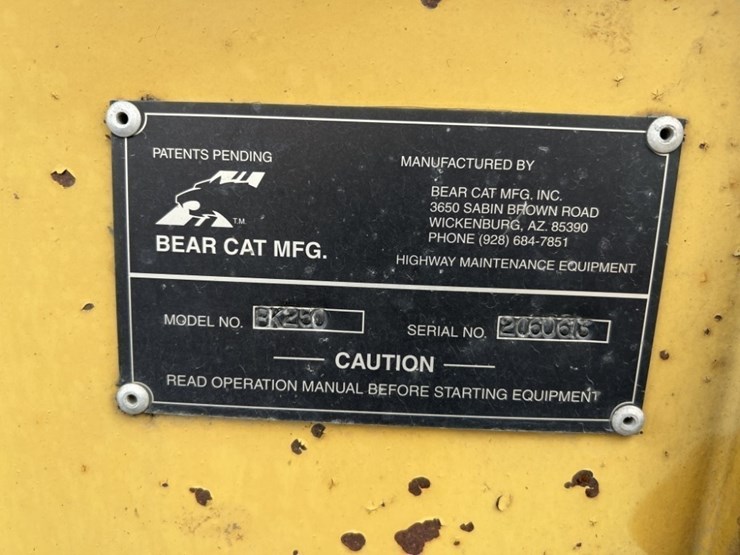 PATENTS PENDING
T.M.
BEAR CAT MFG.
MANUFACTURED BY
BEAR CAT MFG. INC.
3650 SABIN BROWN ROAD
WICKENBURG, AZ. 85390
PHONE (928) 684-7851
HIGHWAY MAINTENANCE EQUIPMENT
MODEL NO. BK250
SERIAL NO.
CAUTION
READ OPERATION MANUAL BEFORE STARTING EQUIPMENT